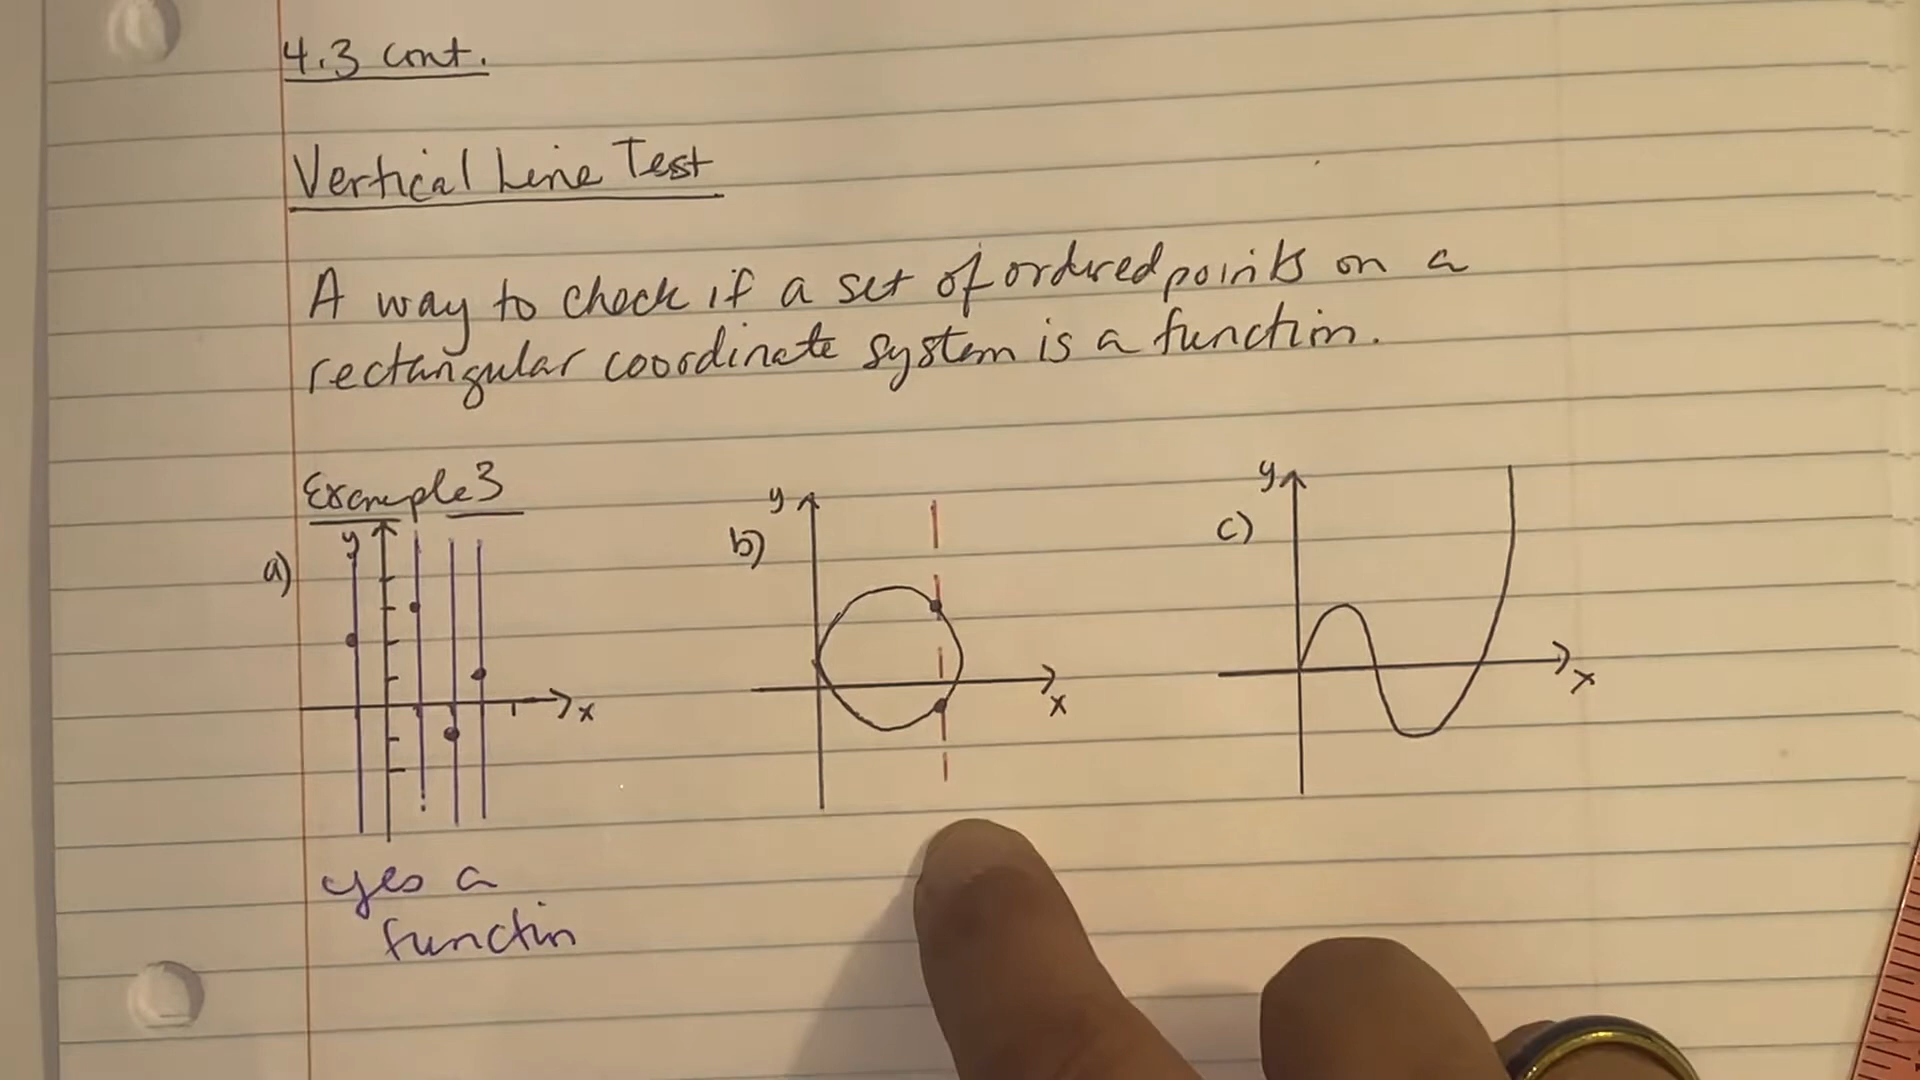 4.3 cont.
Vertical Line Test
A way to check if a set of ordered points on a
rectangular coordinate system is a function.
Example 3
a)
y
x
yes a
functin
b)
y
x
c)
y
x